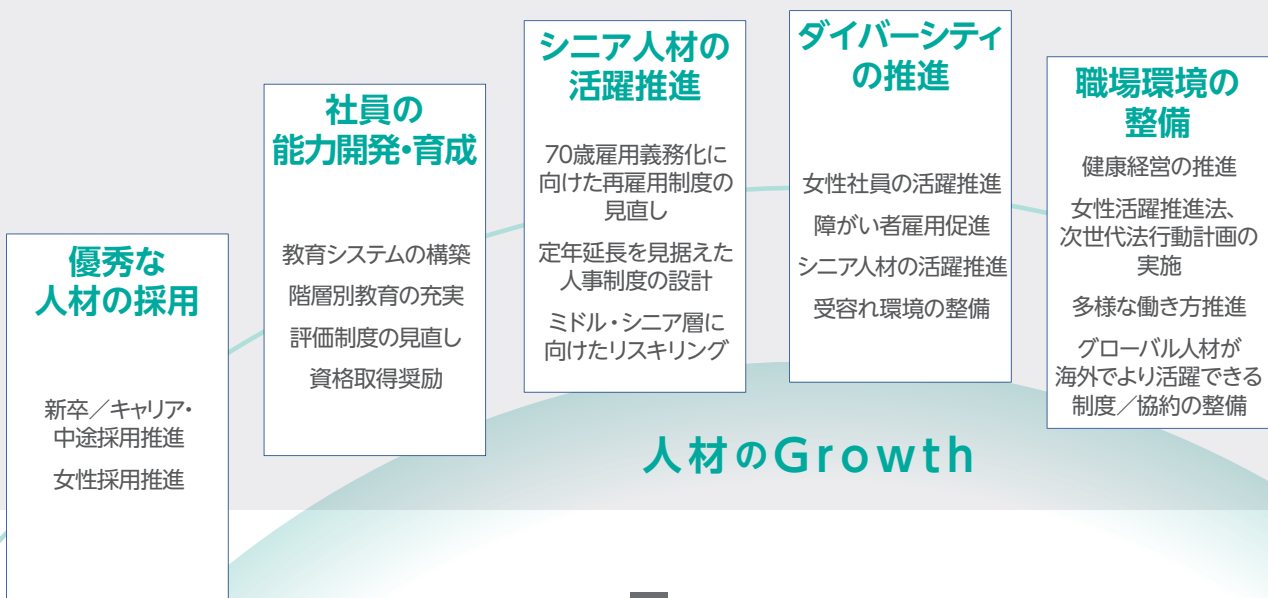 優秀な
人材の採用
新卒／キャリア・
中途採用推進
女性採用推進
社員の
能力開発・育成
教育システムの構築
階層別教育の充実
評価制度の見直し
資格取得奨励
シニア人材の
活躍推進
70歳雇用義務化に
向けた再雇用制度の
見直し
定年延長を見据えた
人事制度の設計
ミドル・シニア層に
向けたリスキリング
ダイバーシティ
の推進
女性社員の活躍推進
障がい者雇用促進
シニア人材の活躍推進
受容れ環境の整備
職場環境の
整備
健康経営の推進
女性活躍推進法、
次世代法行動計画の
実施
多様な働き方推進
グローバル人材が
海外でより活躍できる
制度／協約の整備
人材のGrowth